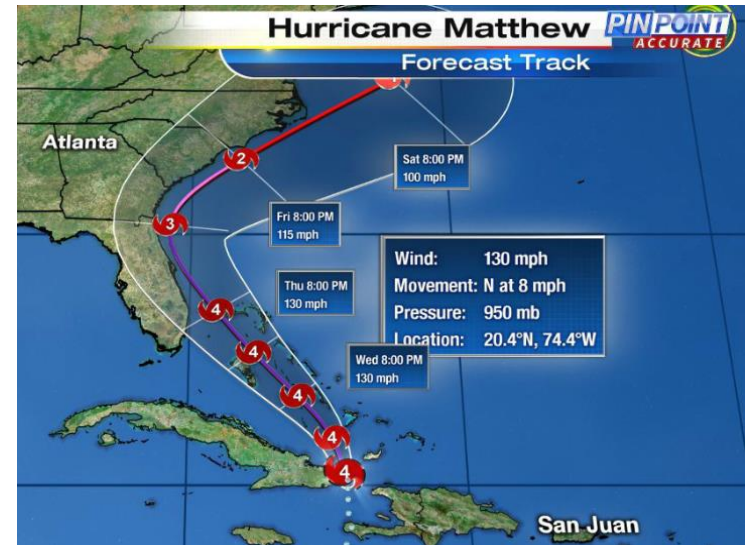 Hurricane Matthew
PINPOINT
ACCURATE
Forecast Track
1
Atlanta
2
Sat 8:00 PM
100 mph
3
Fri 8:00 PM
115 mph
Wind: 130 mph
Movement: N at 8 mph
Pressure: 950 mb
Location: 20.4°N, 74.4°W
Thu 8:00 PM
130 mph
4
4
Wed 8:00 PM
130 mph
4
4
4
San Juan